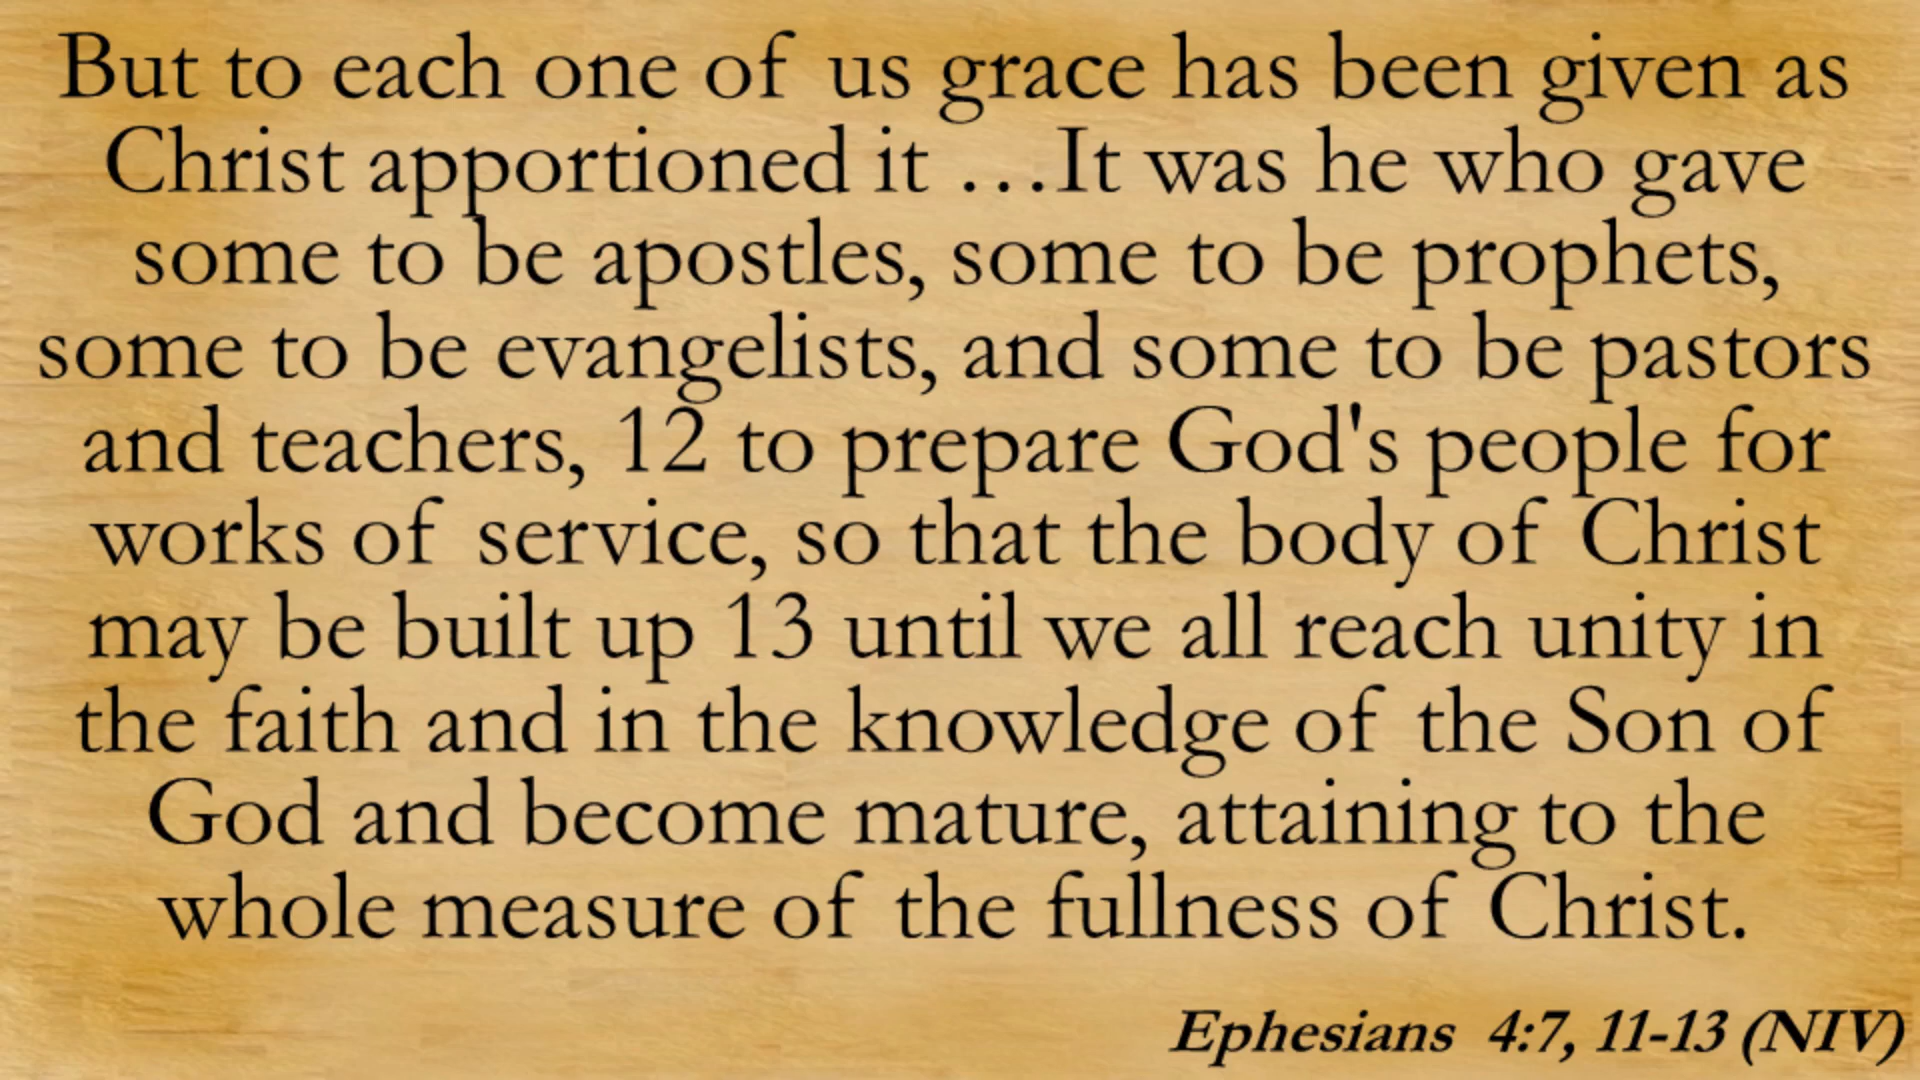 But to each one of us grace has been given as
Christ apportioned it …It was he who gave
some to be apostles, some to be prophets,
some to be evangelists, and some to be pastors
and teachers, 12 to prepare God's people for
works of service, so that the body of Christ
may be built up 13 until we all reach unity in
the faith and in the knowledge of the Son of
God and become mature, attaining to the
whole measure of the fullness of Christ.
Ephesians 4:7, 11-13 (NIV)